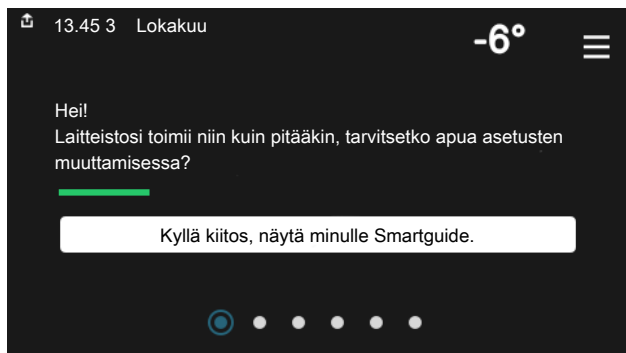 13.45 3 Lokakuu
-6°
Hei!
Laitteistosi toimii niin kuin pitääkin, tarvitsetko apua asetusten
muuttamisessa?
Kyllä kiitos, näytä minulle Smartguide.